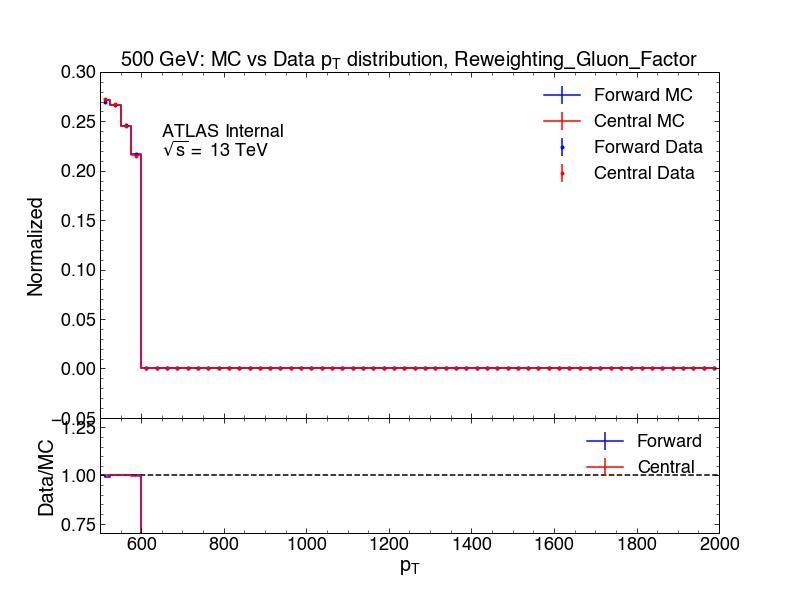 500 GeV: MC vs Data pT distribution, Reweighting_Gluon_Factor
0.30
0.25
0.20
0.15
0.10
0.05
0.00
−0.05
Normalized
ATLAS Internal
√s = 13 TeV
Forward MC
Central MC
Forward Data
Central Data
1.25
1.00
0.75
Data/MC
Forward
Central
600 800 1000 1200 1400 1600 1800 2000
pT